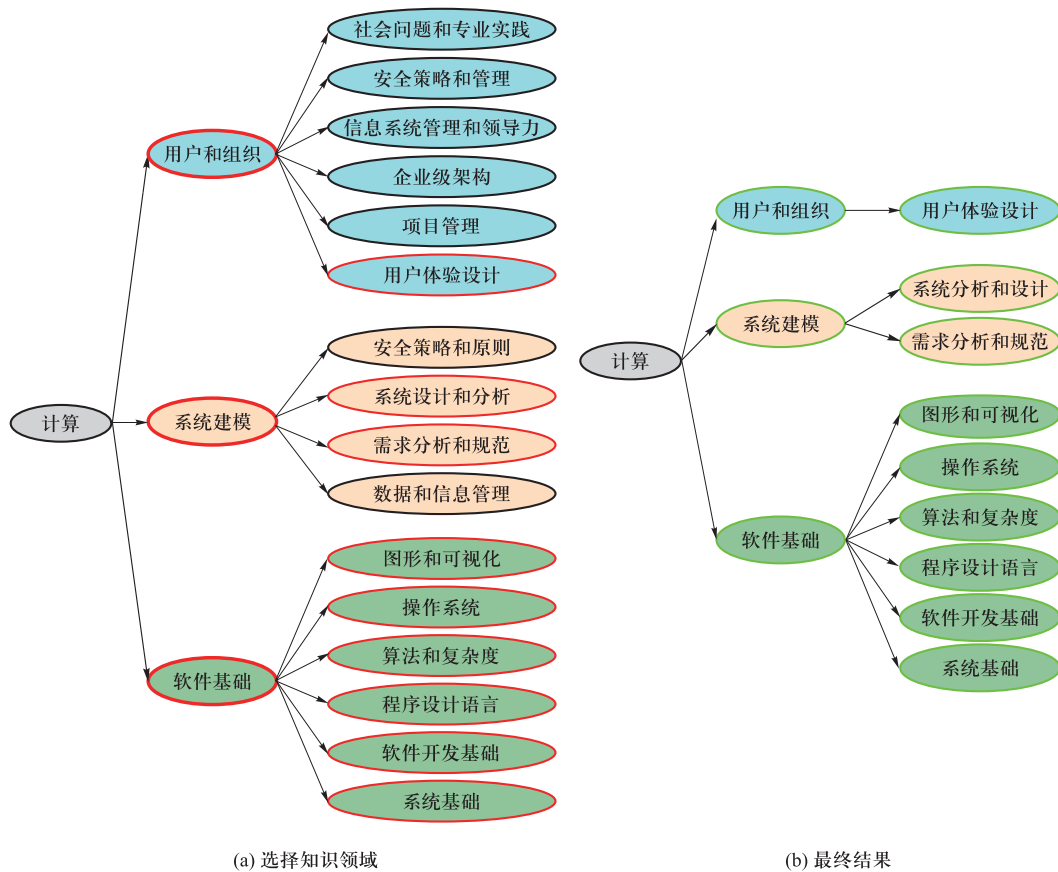 社会问题和专业实践
安全策略和管理
信息系统管理和领导力
用户和组织
企业级架构
项目管理
用户体验设计
安全策略和原则
系统设计和分析
计算
系统建模
需求分析和规范
数据和信息管理
图形和可视化
操作系统
算法和复杂度
软件基础
程序设计语言
软件开发基础
系统基础
(a) 选择知识领域
用户和组织
用户体验设计
系统分析和设计
系统建模
需求分析和规范
计算
图形和可视化
操作系统
算法和复杂度
软件基础
程序设计语言
软件开发基础
系统基础
(b) 最终结果